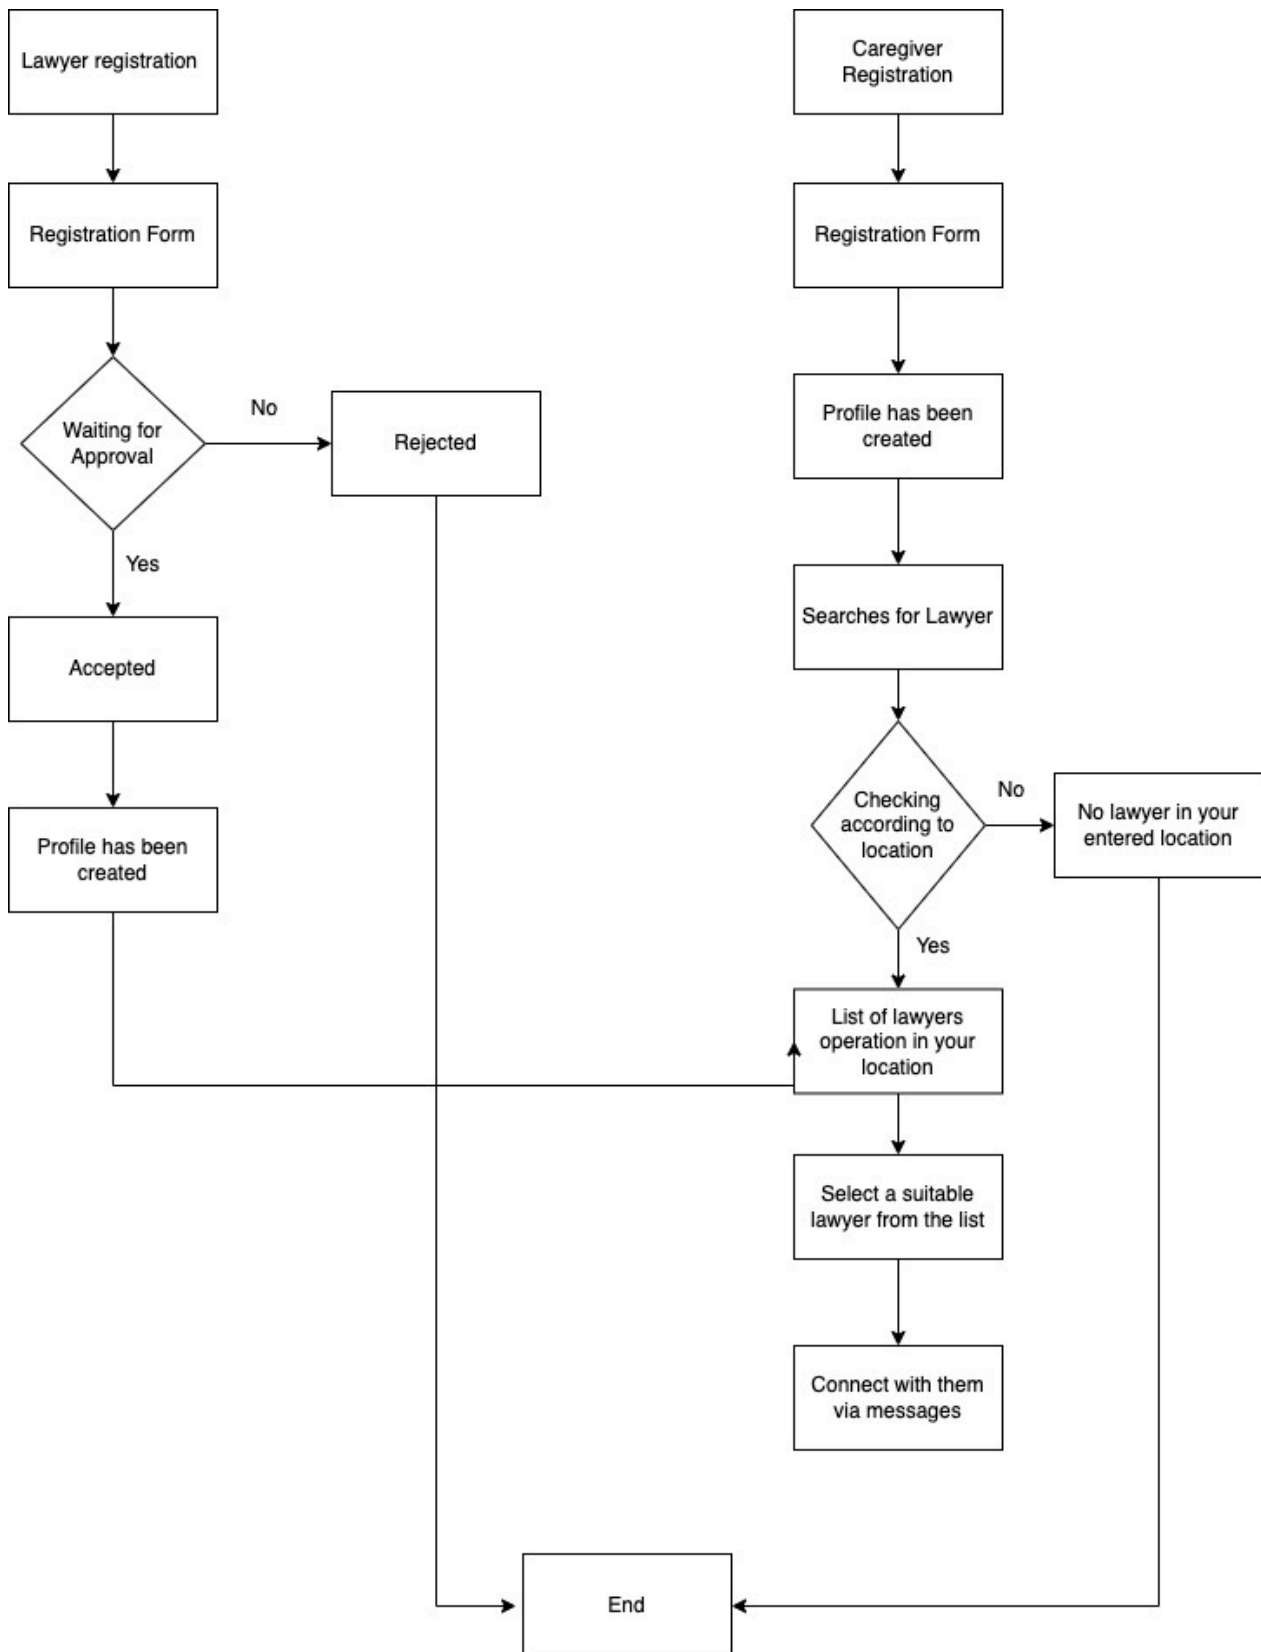 Lawyer registration
Registration Form
Waiting for
Approval
No
Rejected
Yes
Accepted
Profile has been
created
Caregiver
Registration
Registration Form
Profile has been
created
Searches for Lawyer
Checking
according to
location
No
No lawyer in your
entered location
Yes
List of lawyers
operation in your
location
Select a suitable
lawyer from the list
Connect with them
via messages
End